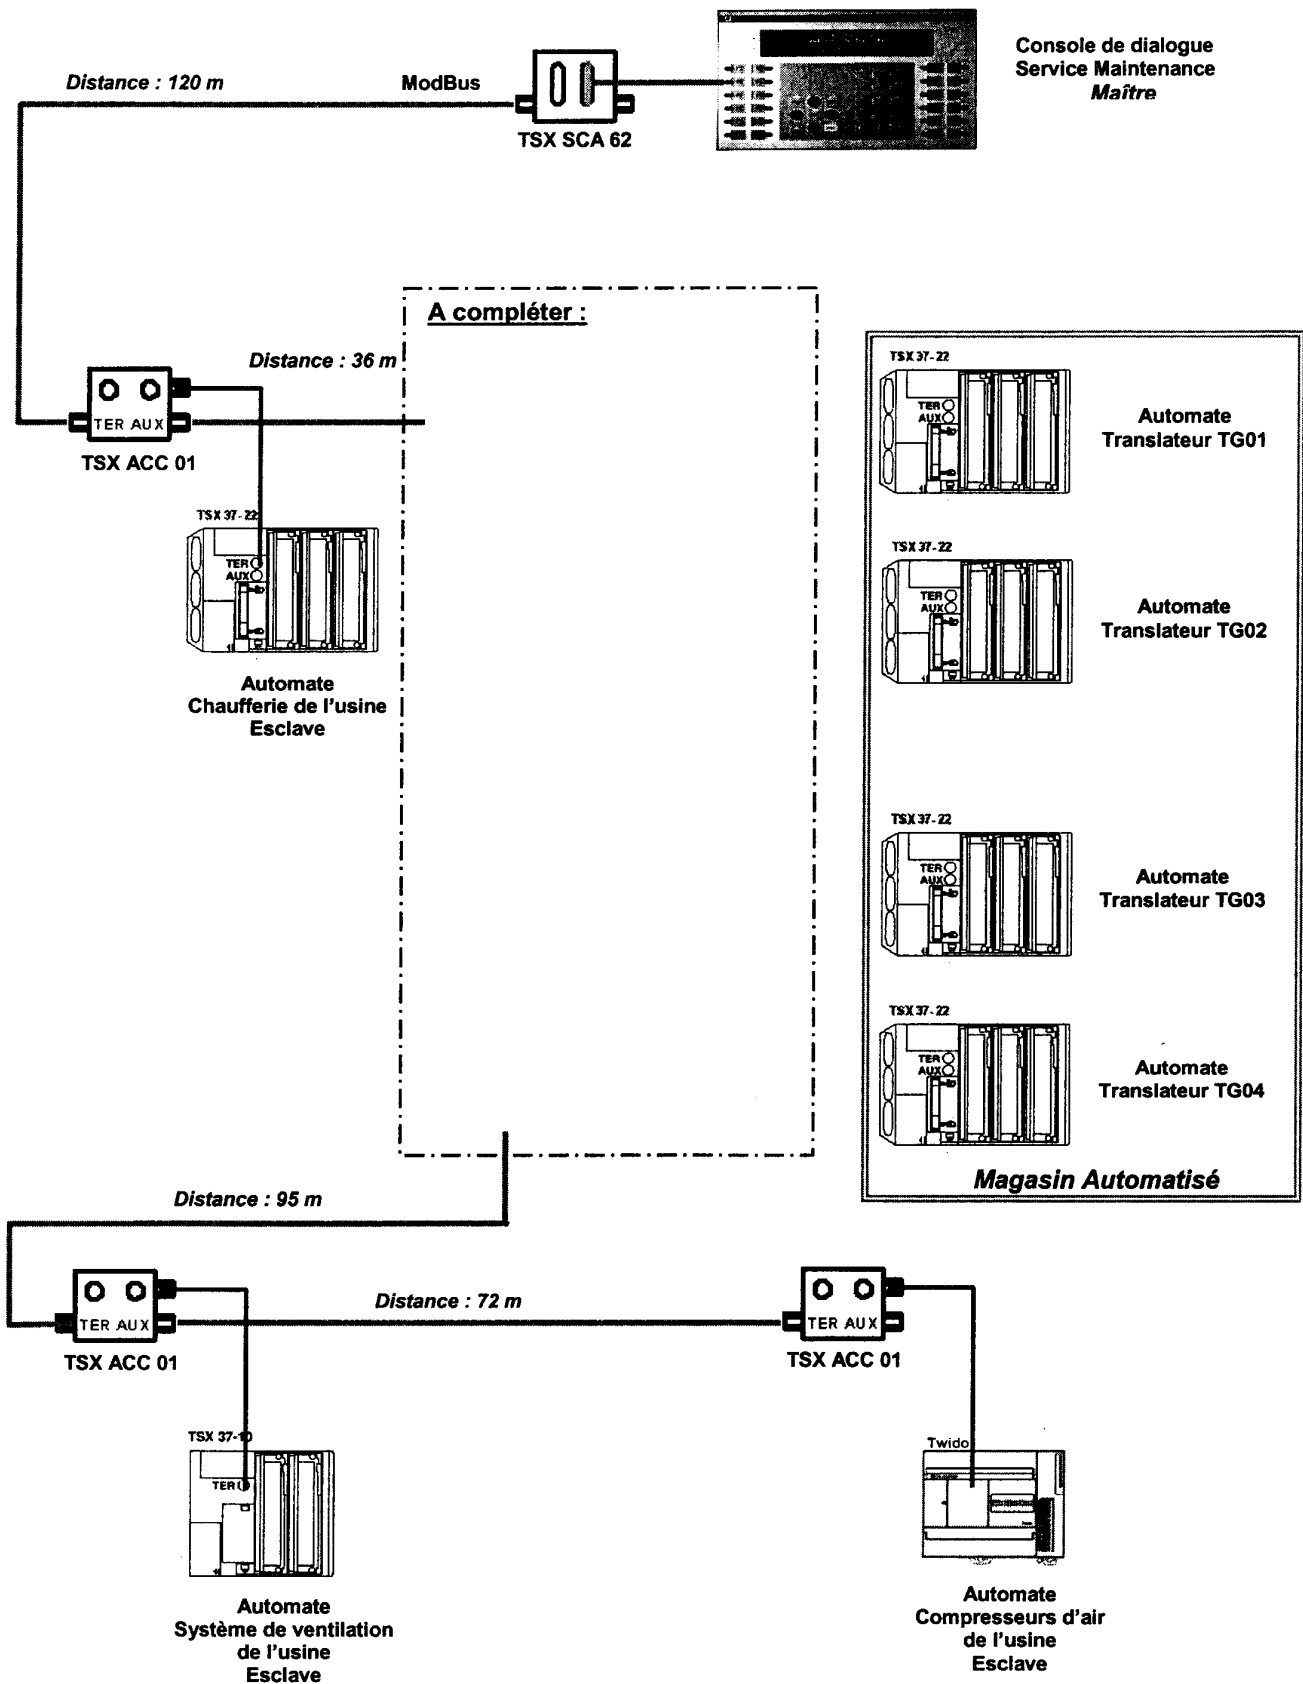 Distance : 120 m
ModBus
TSX SCA 62
Console de dialogue
Service Maintenance
Maître
A compléter :
Distance : 36 m
TER AUX
TSX ACC 01
TSX 37-22
TER
AUX
Automate
Chaufferie de l'usine
Esclave
TSX 37-22
TER
AUX
Automate
Translateur TG01
TSX 37-22
TER
AUX
Automate
Translateur TG02
TSX 37-22
TER
AUX
Automate
Translateur TG03
TSX 37-22
TER
AUX
Automate
Translateur TG04
Magasin Automatisé
Distance : 95 m
TER AUX
TSX ACC 01
Distance : 72 m
TER AUX
TSX ACC 01
TSX 37-10
TER
Automate
Système de ventilation
de l'usine
Esclave
Twido
Automate
Compresseurs d'air
de l'usine
Esclave